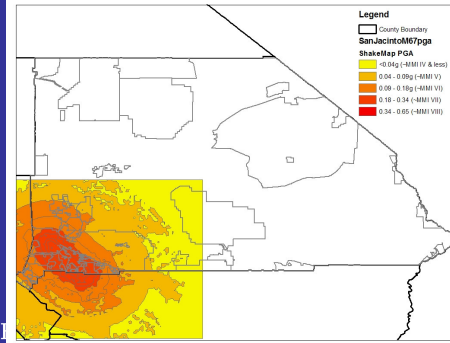 Legend
County Boundary
SanJacintoM67pga
ShakeMap PGA
<0.04g (~MMI IV & less)
0.04 - 0.09g (~MMI V)
0.09 - 0.18g (~MMI VI)
0.18 - 0.34 (~MMI VII)
0.34 - 0.65 (~MMI VIII)